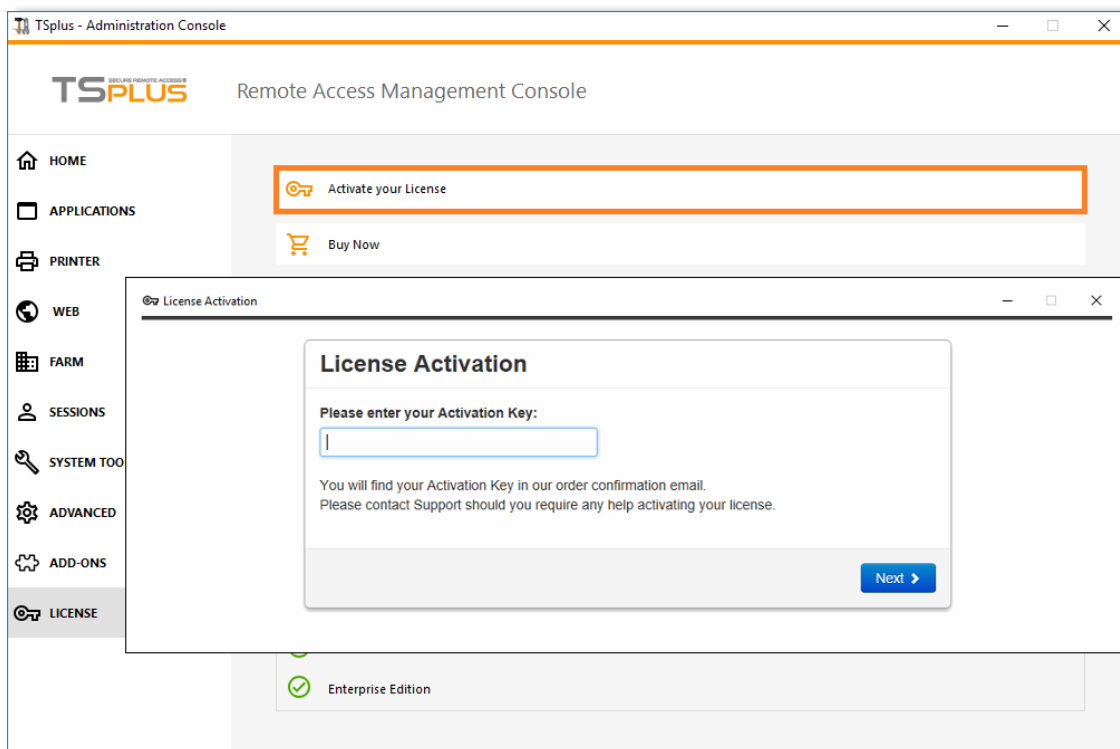 TSplus - Administration Console
TSPLUS
SECURE REMOTE ACCESS®
Remote Access Management Console
HOME
APPLICATIONS
PRINTER
WEB
FARM
SESSIONS
SYSTEM TOO
ADVANCED
ADD-ONS
LICENSE
Activate your License
Buy Now
License Activation
License Activation
Please enter your Activation Key:
You will find your Activation Key in our order confirmation email.
Please contact Support should you require any help activating your license.
Next
Enterprise Edition